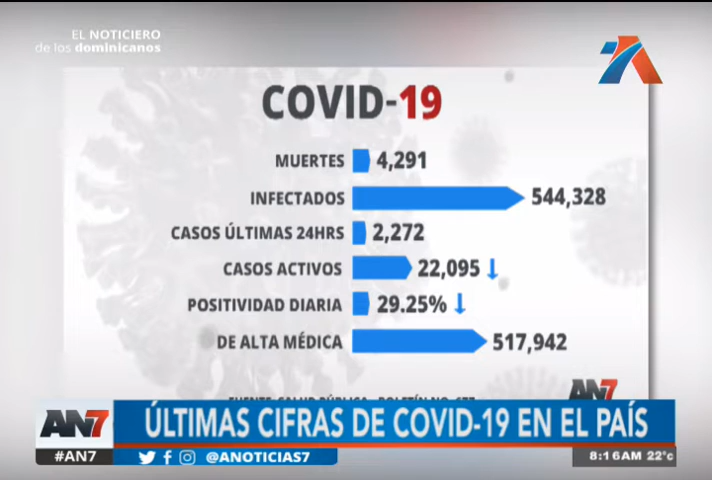 EL NOTICIERO
de los dominicanos
COVID-19
MUERTES 4,291
INFECTADOS 544,328
CASOS ÚLTIMAS 24HRS 2,272
CASOS ACTIVOS 22,095
POSITIVIDAD DIARIA 29.25%
DE ALTA MÉDICA 517,942
AN7
AN7 ÚLTIMAS CIFRAS DE COVID-19 EN EL PAÍS
#AN7 @ANOTICIAS7 8:16AM 22°C